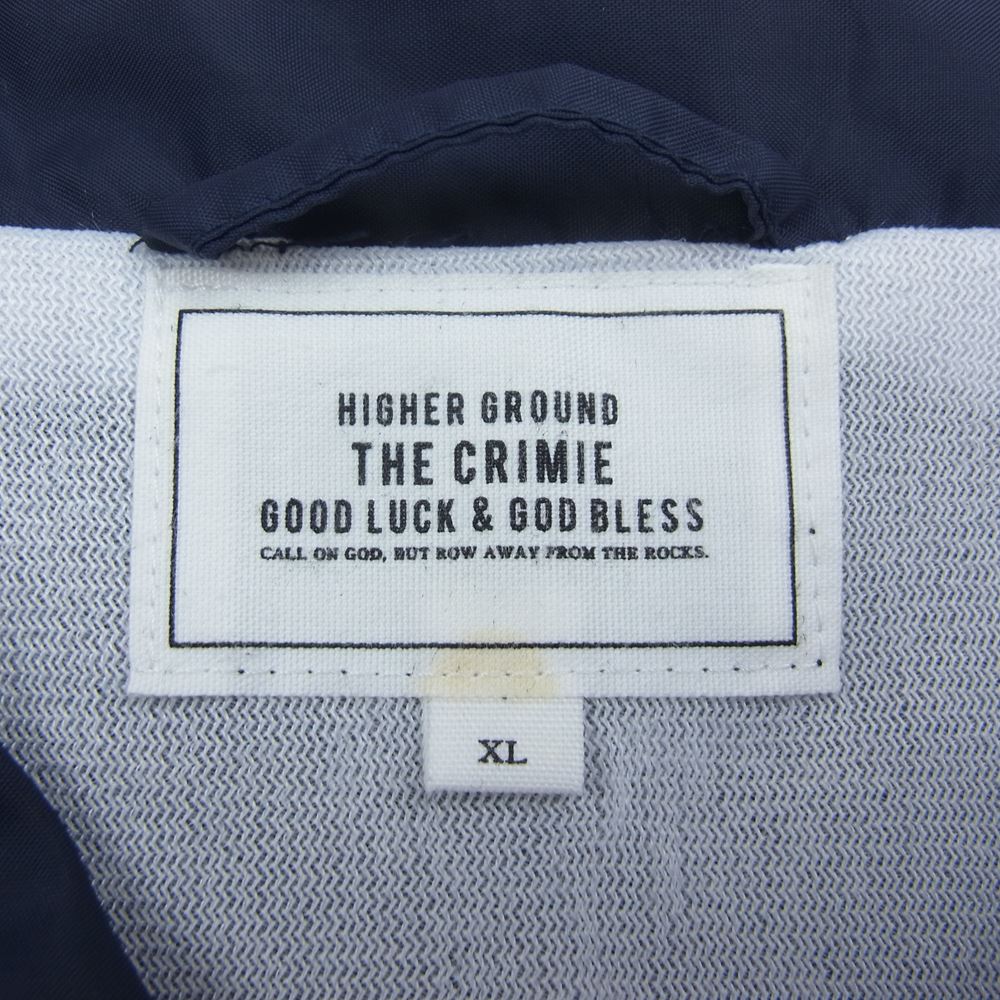 HIGHER GROUND
THE CRIMIE
GOOD LUCK & GOD BLESS
CALL ON GOD, BUT ROW AWAY FROM THE ROCKS.
XL